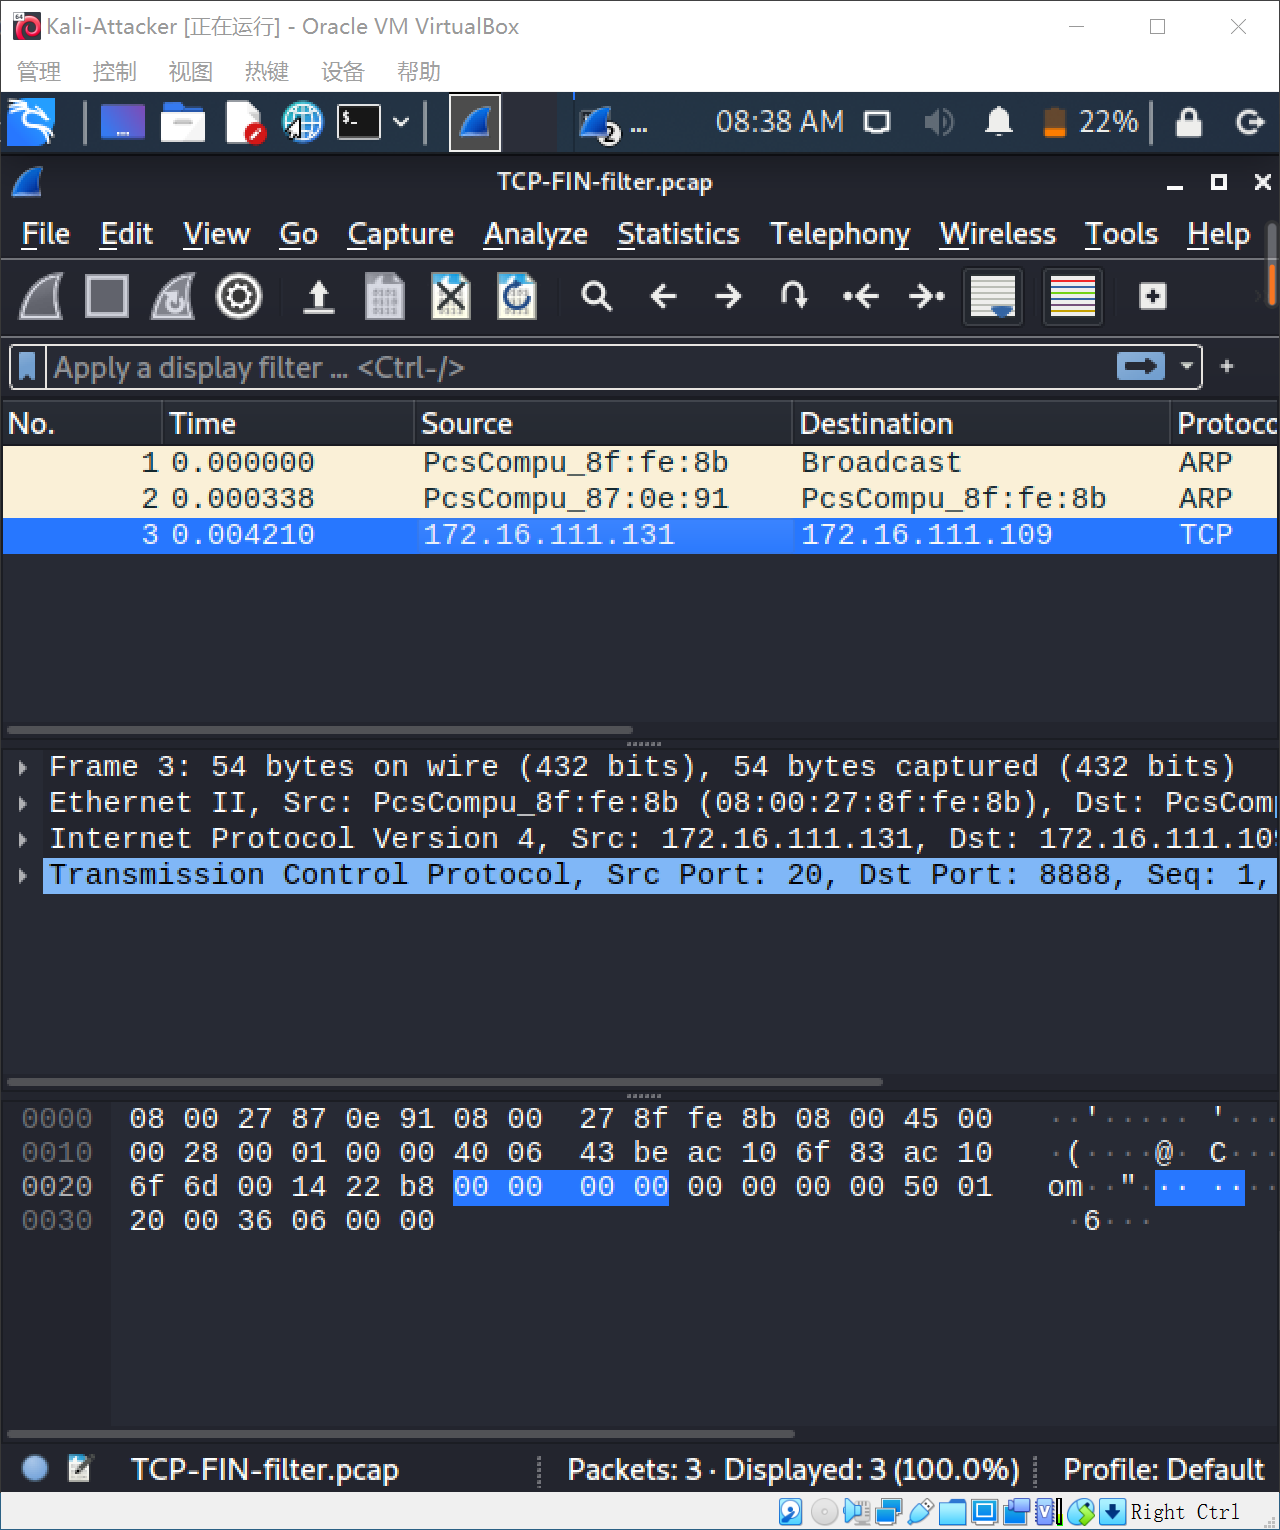 Kali-Attacker [正在运行] - Oracle VM VirtualBox
管理 控制 视图 热键 设备 帮助
$_ 2 ... 08:38 AM 22%
TCP-FIN-filter.pcap
File Edit View Go Capture Analyze Statistics Telephony Wireless Tools Help
Apply a display filter ... <Ctrl-/>
No. Time Source Destination Protoco
1 0.000000 PcsCompu_8f:fe:8b Broadcast ARP
2 0.000338 PcsCompu_87:0e:91 PcsCompu_8f:fe:8b ARP
3 0.004210 172.16.111.131 172.16.111.109 TCP
Frame 3: 54 bytes on wire (432 bits), 54 bytes captured (432 bits)
Ethernet II, Src: PcsCompu_8f:fe:8b (08:00:27:8f:fe:8b), Dst: PcsComp
Internet Protocol Version 4, Src: 172.16.111.131, Dst: 172.16.111.109
Transmission Control Protocol, Src Port: 20, Dst Port: 8888, Seq: 1,
0000 08 00 27 87 0e 91 08 00 27 8f fe 8b 08 00 45 00 ··'····· '···
0010 00 28 00 01 00 00 40 06 43 be ac 10 6f 83 ac 10 ·(····@· C···
0020 6f 6d 00 14 22 b8 00 00 00 00 00 00 00 00 50 01 om··"··· ····
0030 20 00 36 06 00 00 ·6···
TCP-FIN-filter.pcap Packets: 3 · Displayed: 3 (100.0%) Profile: Default
Right Ctrl